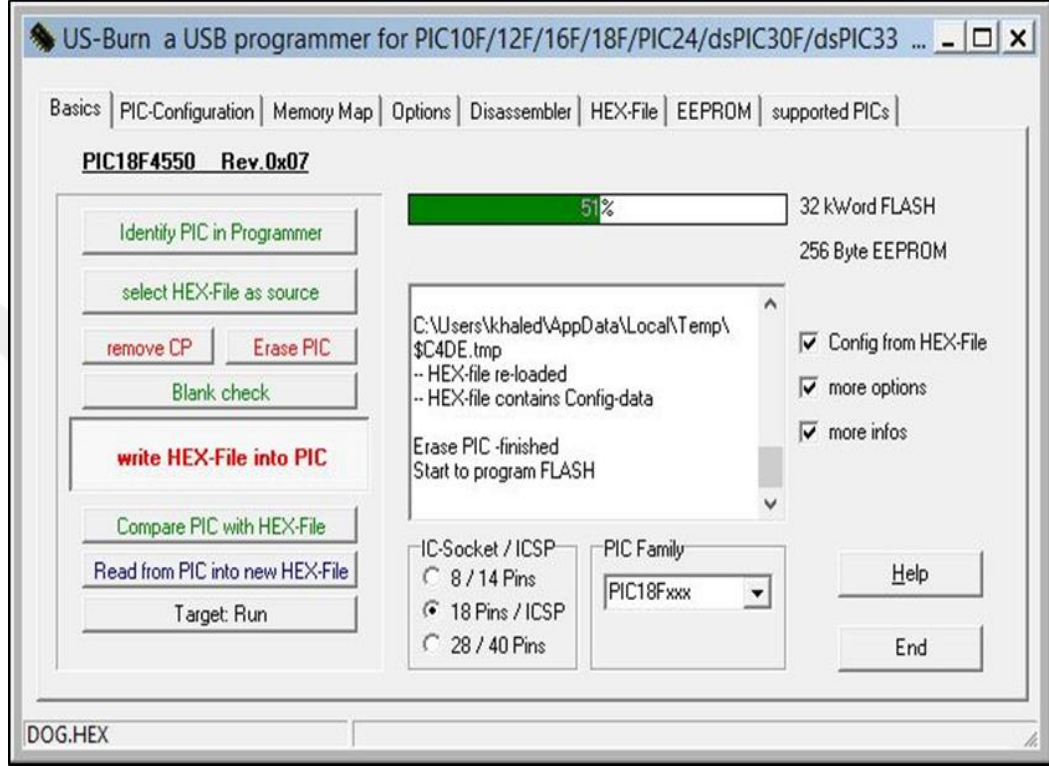 US-Burn a USB programmer for PIC10F/12F/16F/18F/PIC24/dsPIC30F/dsPIC33 ...
Basics PIC-Configuration Memory Map Options Disassembler HEX-File EEPROM supported PICs
PIC18F4550 Rev.0x07
Identify PIC in Programmer
select HEX-File as source
remove CP Erase PIC
Blank check
write HEX-File into PIC
Compare PIC with HEX-File
Read from PIC into new HEX-File
Target: Run
51%
32 kWord FLASH
256 Byte EEPROM
C:\Users\khaled\AppData\Local\Temp\
$C4DE.tmp
-- HEX-file re-loaded
-- HEX-file contains Config-data
Erase PIC -finished
Start to program FLASH
Config from HEX-File
more options
more infos
IC-Socket / ICSP
8 / 14 Pins
18 Pins / ICSP
28 / 40 Pins
PIC Family
PIC18Fxxx
Help
End
DOG.HEX